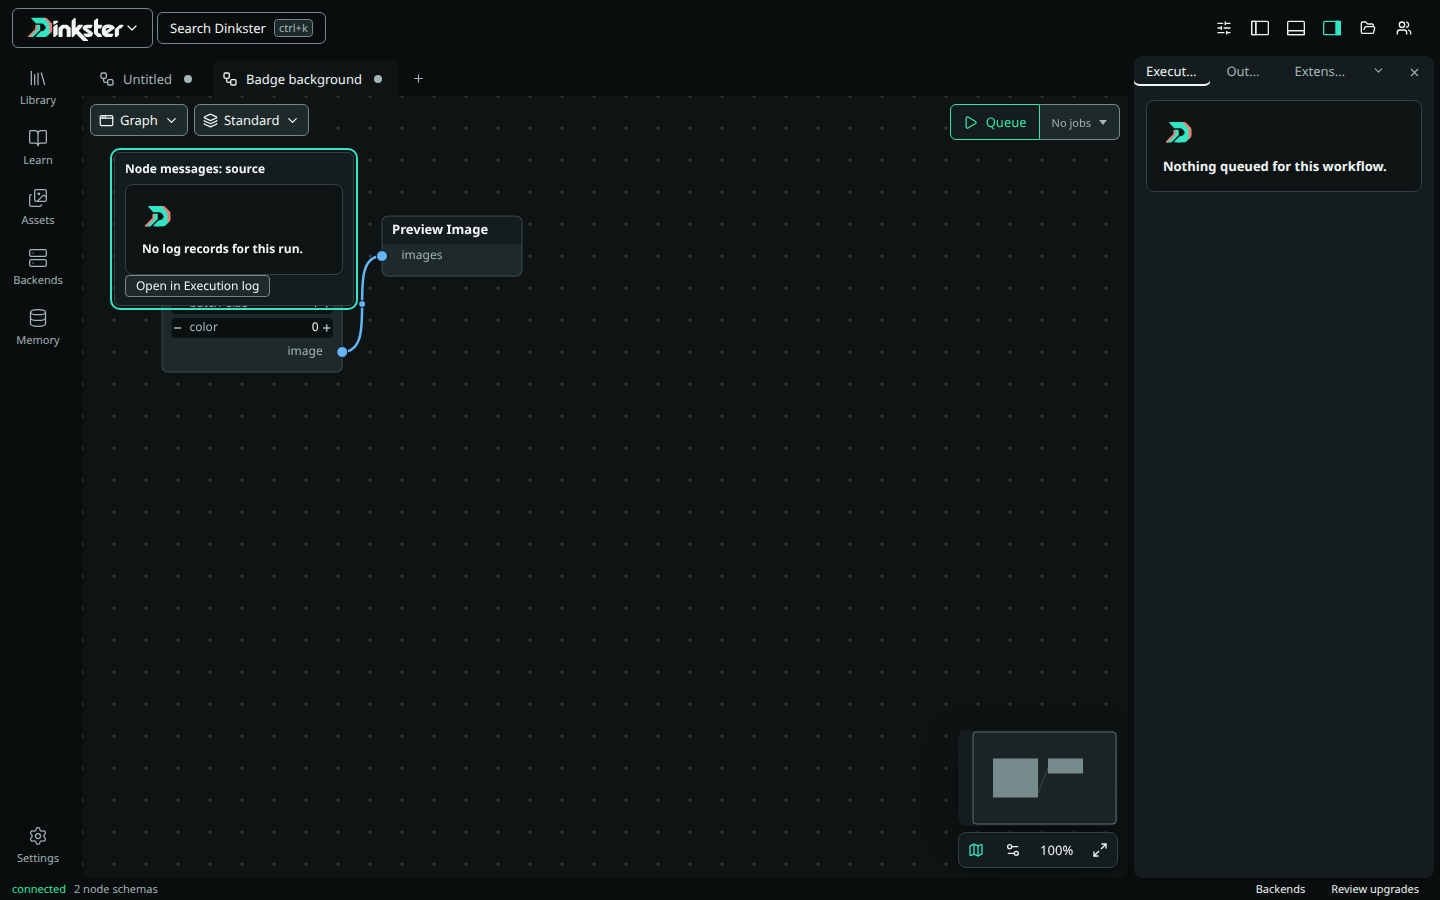 Dinkster
Search Dinkster ctrl+k
Library
Learn
Assets
Backends
Memory
Settings
Untitled
Badge background
Graph
Standard
Queue
No jobs
Node messages: source
No log records for this run.
Open in Execution log
color 0
image
Preview Image
images
100%
Execut...
Out...
Extens...
Nothing queued for this workflow.
connected 2 node schemas
Backends
Review upgrades